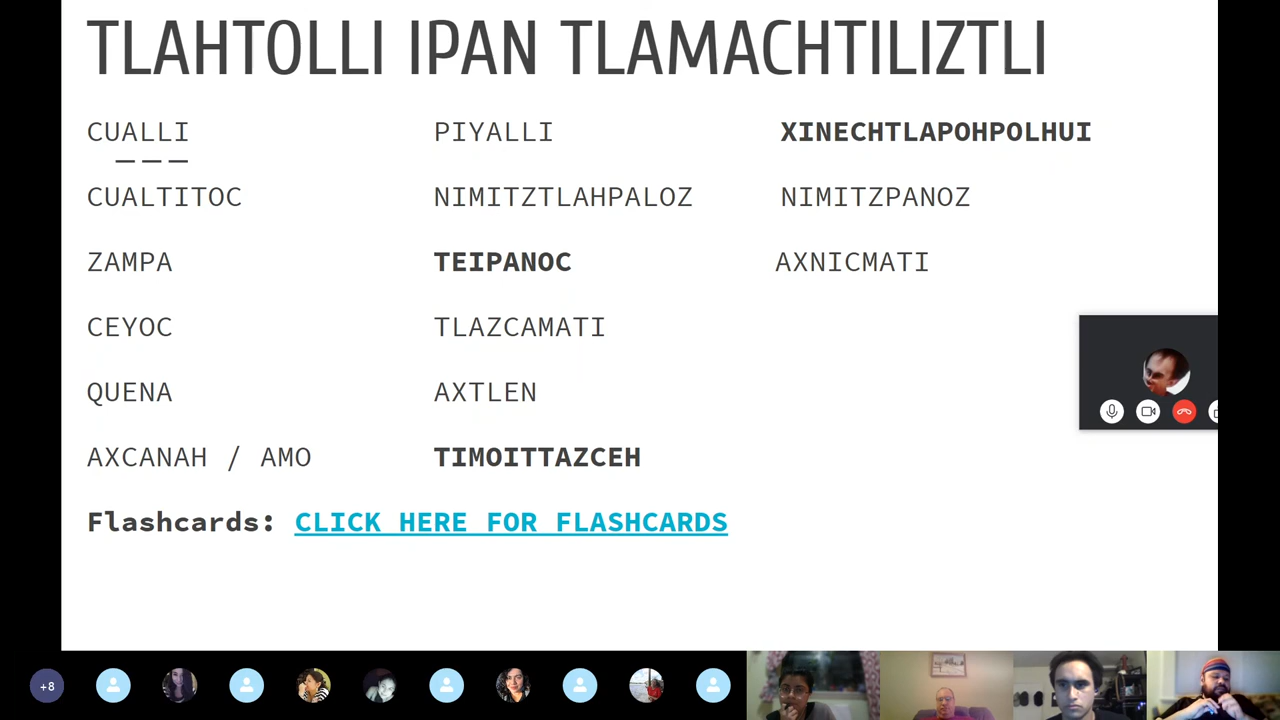 TLAHTOLLI IPAN TLAMACHTILIZTLI
CUALLI PIYALLI XINECHTLAPOHPOLHUI
CUALTITOC NIMITZTLAHPALOZ NIMITZPANOZ
ZAMPA TEIPANOC AXNICMATI
CEYOC TLAZCAMATI
QUENA AXTLEN
AXCANAH / AMO TIMOITTAZCEH
Flashcards: CLICK HERE FOR FLASHCARDS
+8